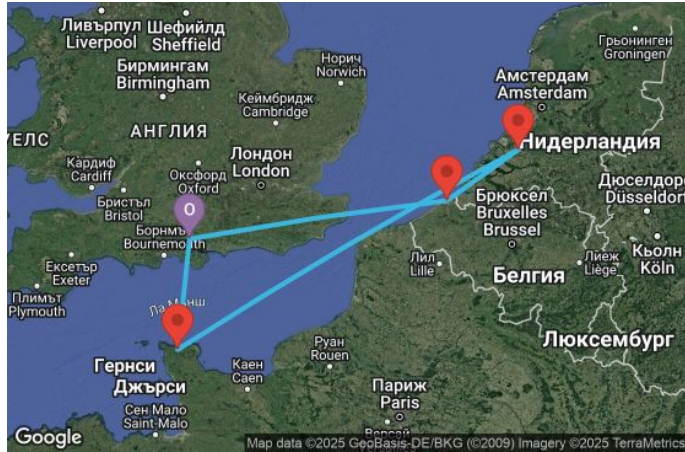 Ливърпул
Liverpool
Шефийлд
Sheffield
Грьонинген
Groningen
Норич
Norwich
Бирмингам
Birmingham
Амстердам
Amsterdam
Кеймбридж
Cambridge
УЕЛС
АНГЛИЯ
Нидерландия
Кардиф
Cardiff
Оксфорд
Oxford
Лондон
London
Бристъл
Bristol
O
Брюксел
Bruxelles
Brussel
Дюселдорф
Düsseldorf
Борнмът
Bournemouth
Лил
Lille
Лиеж
Liège
Кьолн
Köln
Ексетър
Exeter
Белгия
Плимът
Plymouth
Ла Манш
Люксембург
Гернси
Джърси
Каен
Caen
Руан
Rouen
Париж
Paris
Сен Мало
Saint-Malo
Версай
Google
Map data ©2025 GeoBasis-DE/BKG (©2009) Imagery ©2025 TerraMetrics